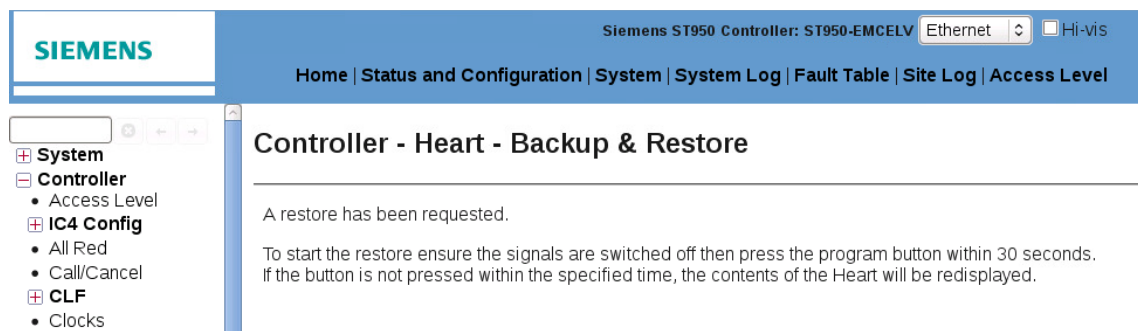 SIEMENS
Siemens ST950 Controller: ST950-EMCELV Ethernet Hi-vis
Home | Status and Configuration | System | System Log | Fault Table | Site Log | Access Level
System
Controller
Access Level
IC4 Config
All Red
Call/Cancel
CLF
Clocks
Controller - Heart - Backup & Restore
A restore has been requested.
To start the restore ensure the signals are switched off then press the program button within 30 seconds.
If the button is not pressed within the specified time, the contents of the Heart will be redisplayed.